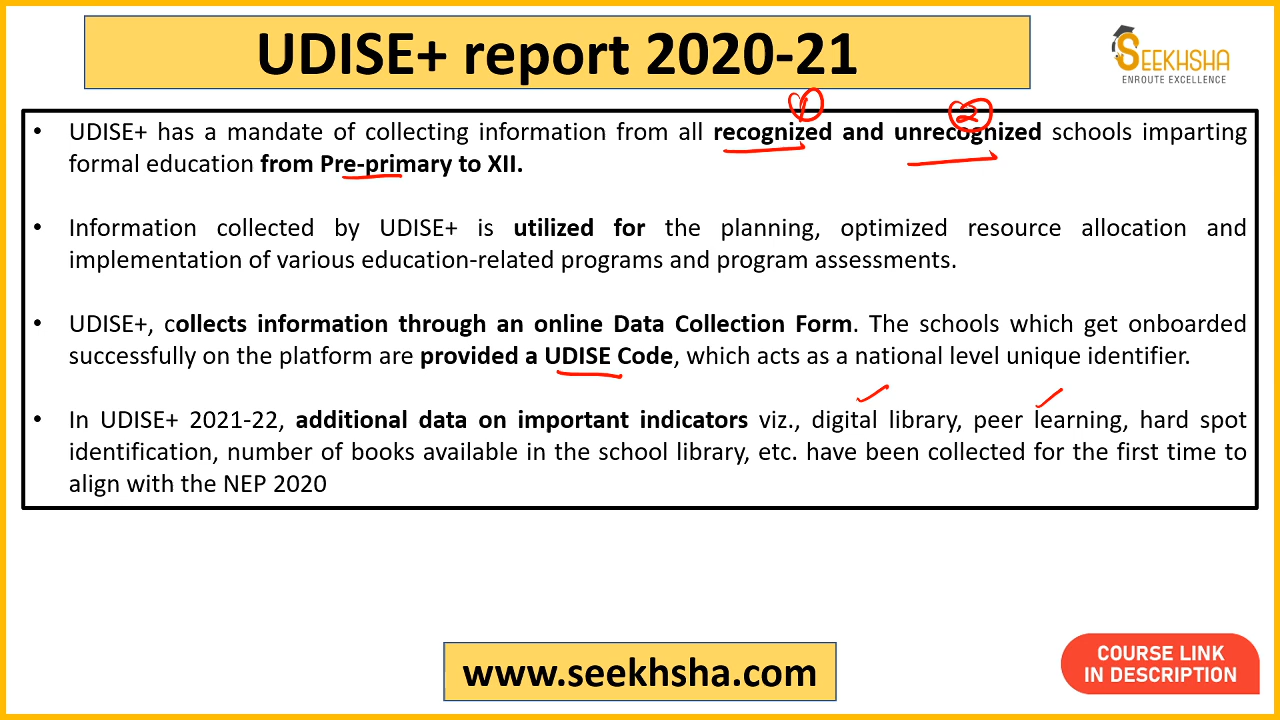 UDISE+ report 2020-21
SEEKHSHA
ENROUTE EXCELLENCE
1
2
• UDISE+ has a mandate of collecting information from all recognized and unrecognized schools imparting
formal education from Pre-primary to XII.
• Information collected by UDISE+ is utilized for the planning, optimized resource allocation and
implementation of various education-related programs and program assessments.
• UDISE+, collects information through an online Data Collection Form. The schools which get onboarded
successfully on the platform are provided a UDISE Code, which acts as a national level unique identifier.
• In UDISE+ 2021-22, additional data on important indicators viz., digital library, peer learning, hard spot
identification, number of books available in the school library, etc. have been collected for the first time to
align with the NEP 2020
www.seekhsha.com
COURSE LINK
IN DESCRIPTION